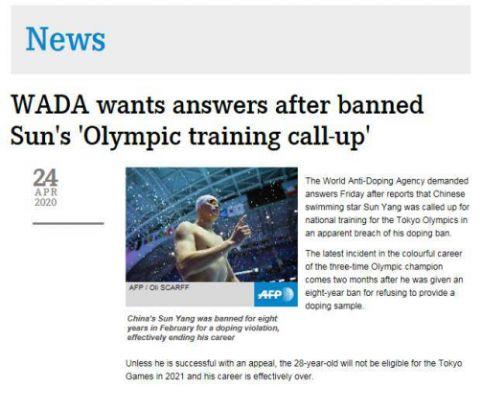 News
WADA wants answers after banned
Sun's 'Olympic training call-up'
24
APR
2020
AFP / Oli SCARFF
AFP
China's Sun Yang was banned for eight
years in February for a doping violation,
effectively ending his career
The World Anti-Doping Agency demanded
answers Friday after reports that Chinese
swimming star Sun Yang was called up for
national training for the Tokyo Olympics in
an apparent breach of his doping ban.
The latest incident in the colourful career
of the three-time Olympic champion
comes two months after he was given an
eight-year ban for refusing to provide a
doping sample.
Unless he is successful with an appeal, the 28-year-old will not be eligible for the Tokyo
Games in 2021 and his career is effectively over.